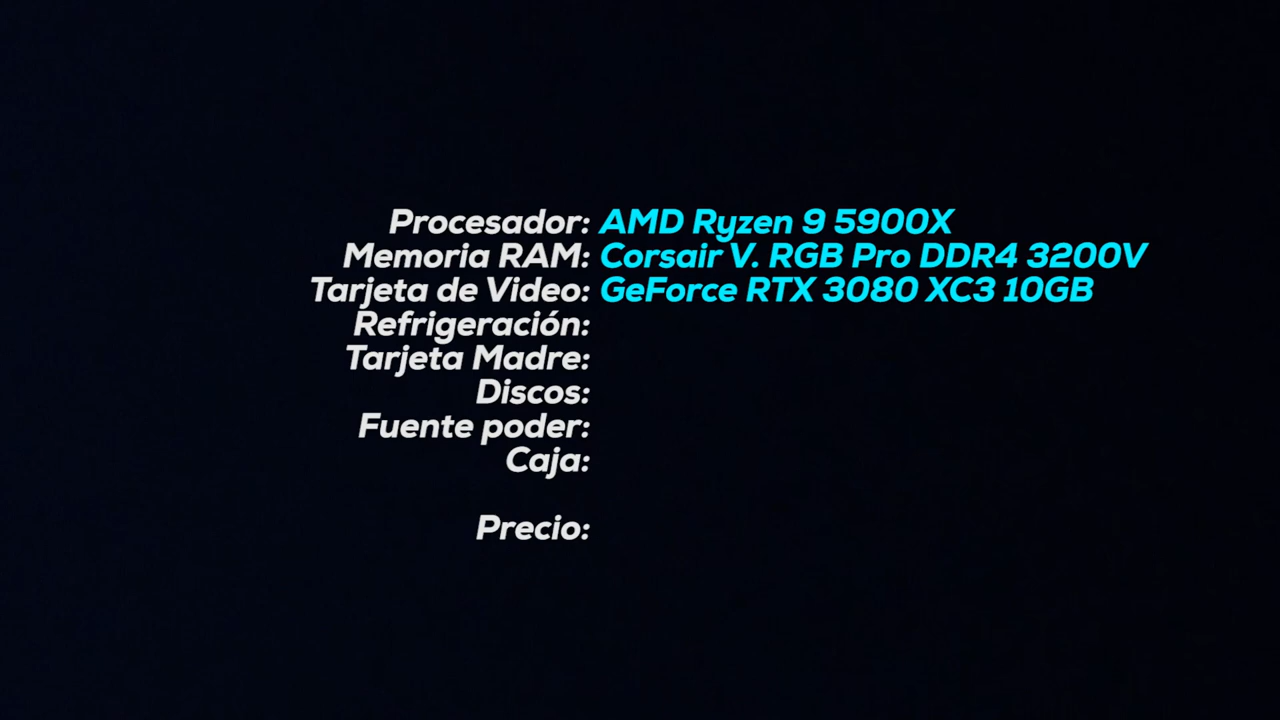 Procesador: AMD Ryzen 9 5900X
Memoria RAM: Corsair V. RGB Pro DDR4 3200V
Tarjeta de Video: GeForce RTX 3080 XC3 10GB
Refrigeración:
Tarjeta Madre:
Discos:
Fuente poder:
Caja:
Precio: